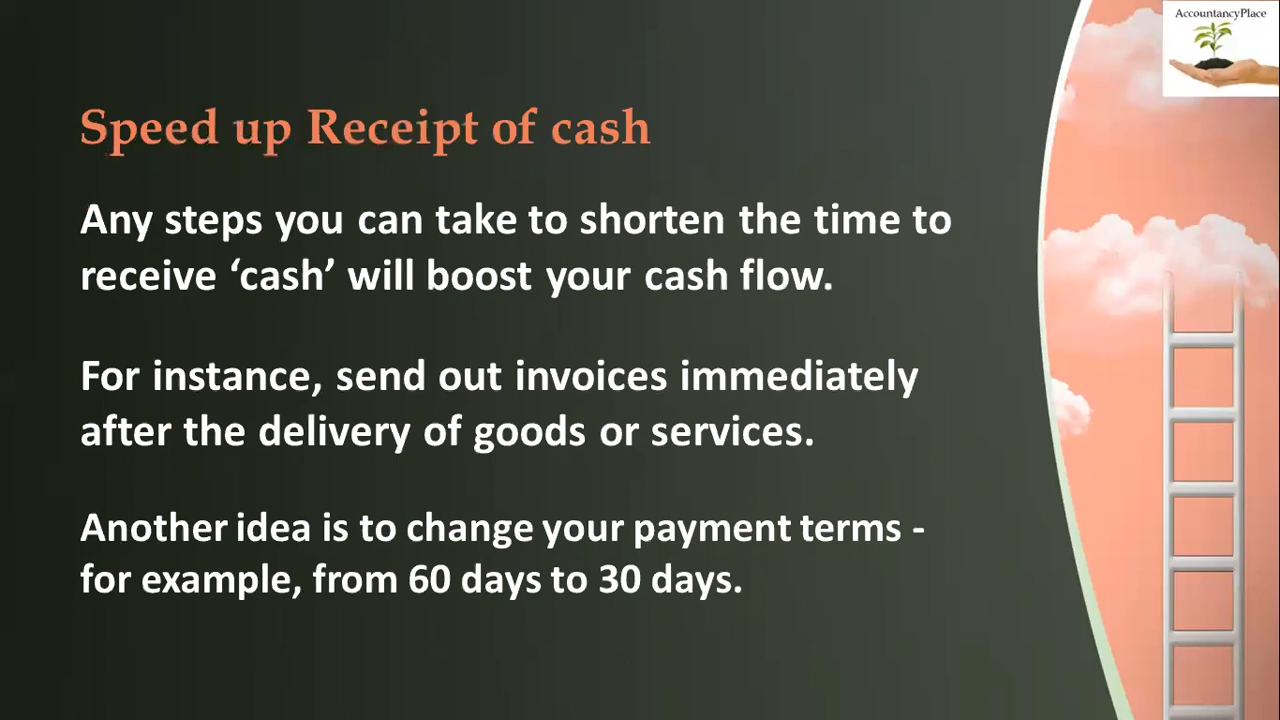 AccountancyPlace
Speed up Receipt of cash
Any steps you can take to shorten the time to
receive ‘cash’ will boost your cash flow.
For instance, send out invoices immediately
after the delivery of goods or services.
Another idea is to change your payment terms -
for example, from 60 days to 30 days.